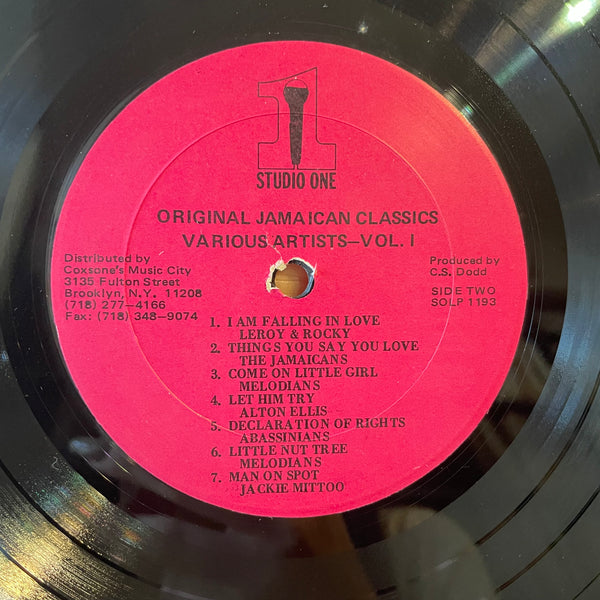 1
STUDIO ONE
ORIGINAL JAMAICAN CLASSICS
VARIOUS ARTISTS—VOL. I
Distributed by
Coxsone's Music City
3135 Fulton Street
Brooklyn, N.Y. 11208
(718) 277–4166
Fax: (718) 348–9074
Produced by
C.S. Dodd
SIDE TWO
SOLP 1193
1. I AM FALLING IN LOVE
LEROY & ROCKY
2. THINGS YOU SAY YOU LOVE
THE JAMAICANS
3. COME ON LITTLE GIRL
MELODIANS
4. LET HIM TRY
ALTON ELLIS
5. DECLARATION OF RIGHTS
ABASSINIANS
6. LITTLE NUT TREE
MELODIANS
7. MAN ON SPOT
JACKIE MITTOO